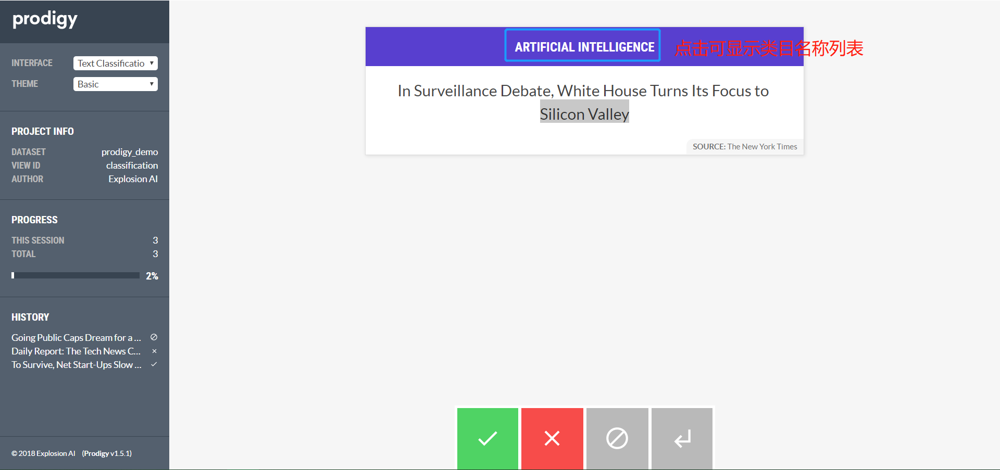 prodigy
INTERFACE Text Classificatio
THEME Basic
PROJECT INFO
DATASET prodigy_demo
VIEW ID classification
AUTHOR Explosion AI
PROGRESS
THIS SESSION 3
TOTAL 3
2%
HISTORY
Going Public Caps Dream for a ...
Daily Report: The Tech News C...
To Survive, Net Start-Ups Slow ...
© 2018 Explosion AI (Prodigy v1.5.1)
ARTIFICIAL INTELLIGENCE 点击可显示类目名称列表
In Surveillance Debate, White House Turns Its Focus to
Silicon Valley
SOURCE: The New York Times